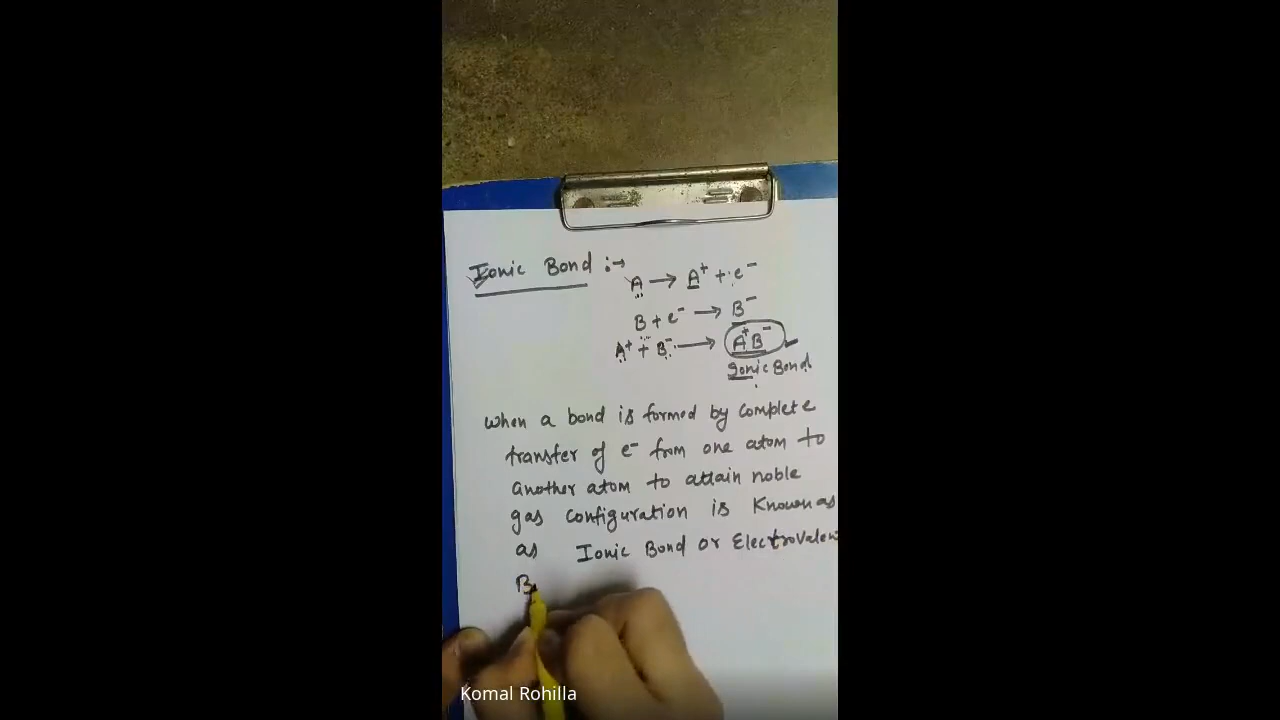 Ionic Bond :→
A → A⁺ + e⁻
B + e⁻ → B⁻
A⁺ + B⁻ → A⁺B⁻
Ionic Bond
When a bond is formed by complete
transfer of e⁻ from one atom to
another atom to attain noble
gas configuration is Known as
as Ionic Bond or Electrovalen
B
Komal Rohilla